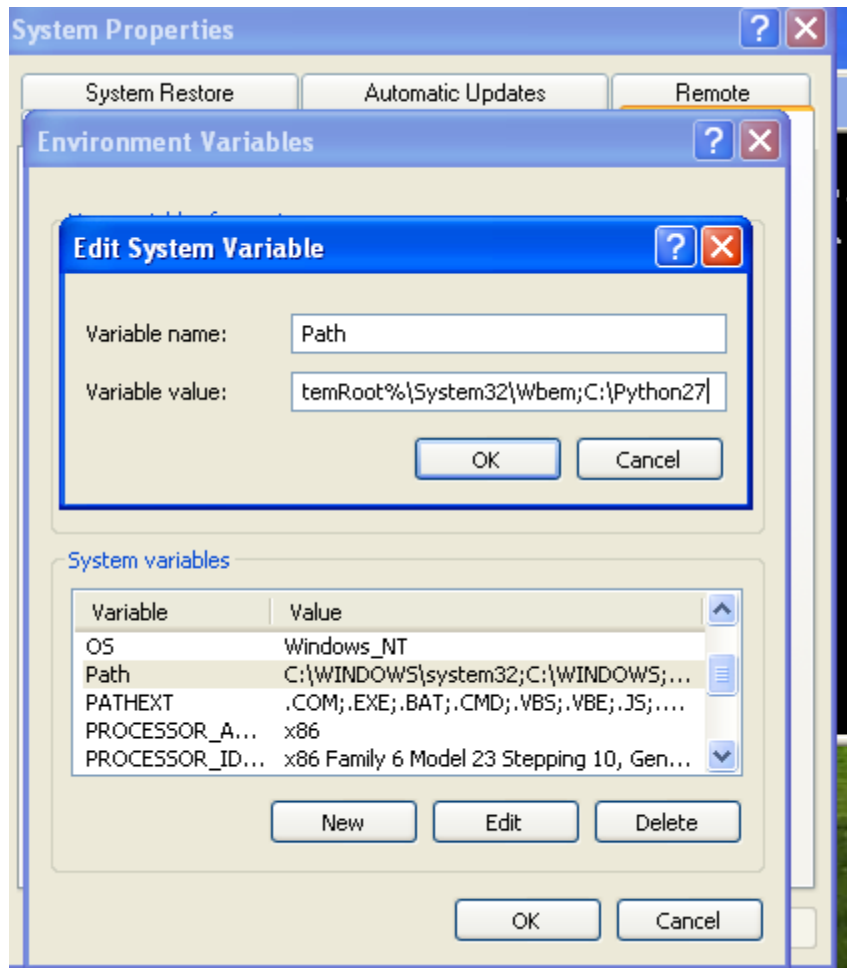 System Properties
System Restore Automatic Updates Remote
Environment Variables
Edit System Variable
Variable name: Path
Variable value: temRoot%\System32\Wbem;C:\Python27
OK Cancel
System variables
Variable Value
OS Windows_NT
Path C:\WINDOWS\system32;C:\WINDOWS;...
PATHEXT .COM;.EXE;.BAT;.CMD;.VBS;.VBE;.JS;....
PROCESSOR_A... x86
PROCESSOR_ID... x86 Family 6 Model 23 Stepping 10, Gen...
New Edit Delete
OK Cancel